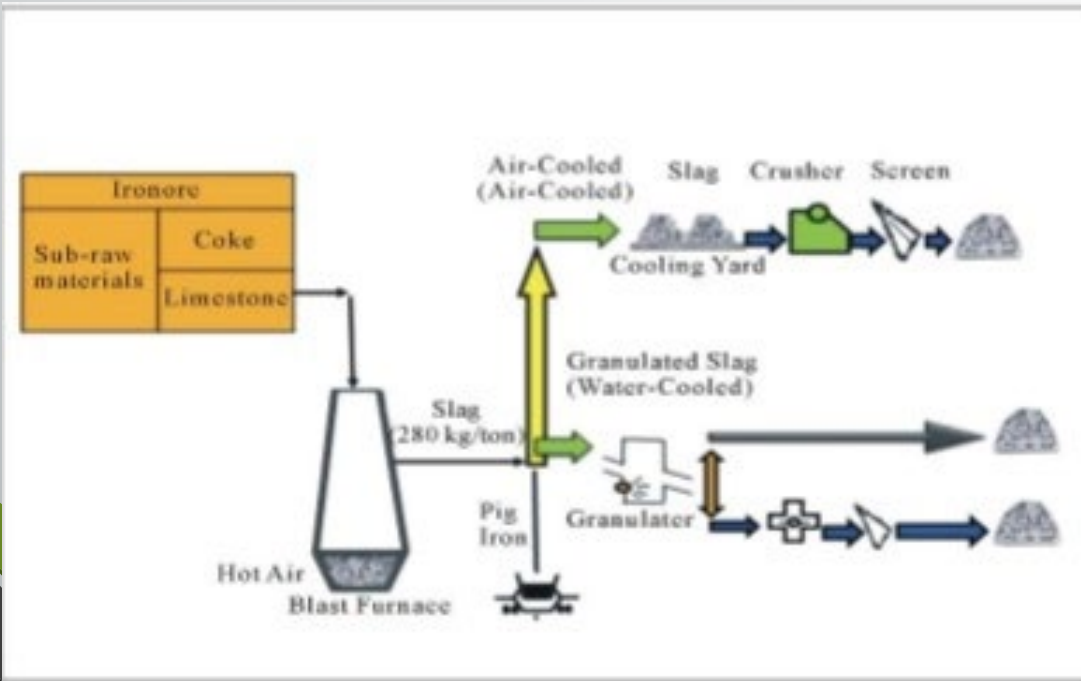 Ironore
Sub-raw
materials
Coke
Limestone
Air-Cooled
(Air-Cooled)
Slag
Crusher
Screen
Cooling Yard
Granulated Slag
(Water-Cooled)
Slag
(280 kg/ton)
Granulater
Pig
Iron
Hot Air
Blast Furnace